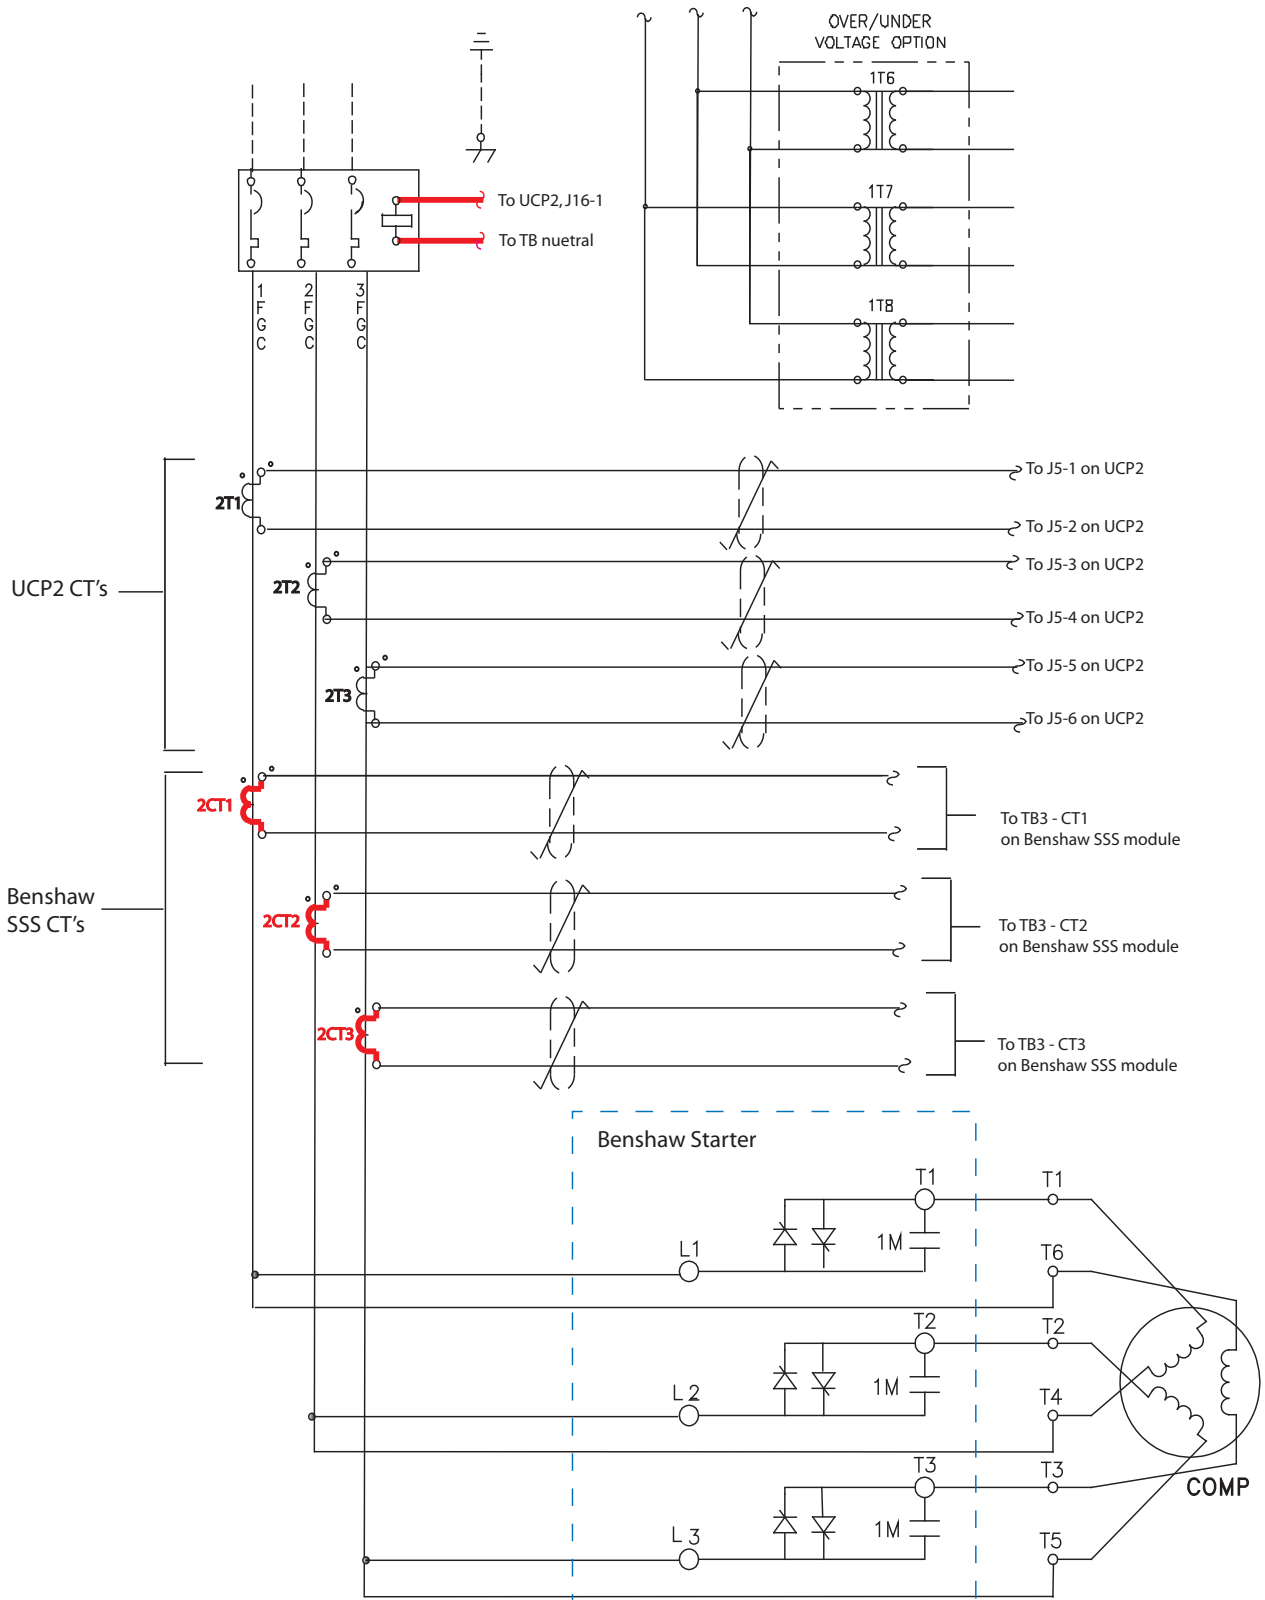 OVER/UNDER
VOLTAGE OPTION
1T6
1T7
1T8
To UCP2, J16-1
To TB nuetral
1 2 3
F F F
G G G
C C C
2T1
To J5-1 on UCP2
To J5-2 on UCP2
2T2
To J5-3 on UCP2
To J5-4 on UCP2
UCP2 CT's
2T3
To J5-5 on UCP2
To J5-6 on UCP2
2CT1
To TB3 - CT1
on Benshaw SSS module
Benshaw
SSS CT's
2CT2
To TB3 - CT2
on Benshaw SSS module
2CT3
To TB3 - CT3
on Benshaw SSS module
Benshaw Starter
T1 T1
1M
L1 T6
T2 T2
1M
L2 T4
T3 T3
COMP
1M
L3 T5